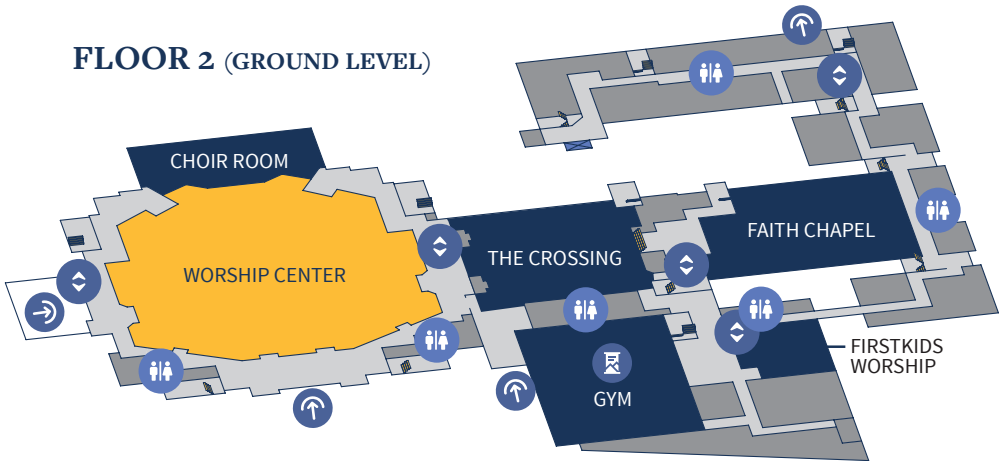 FLOOR 2 (GROUND LEVEL)
CHOIR ROOM
WORSHIP CENTER
THE CROSSING
FAITH CHAPEL
FIRSTKIDS
WORSHIP
GYM